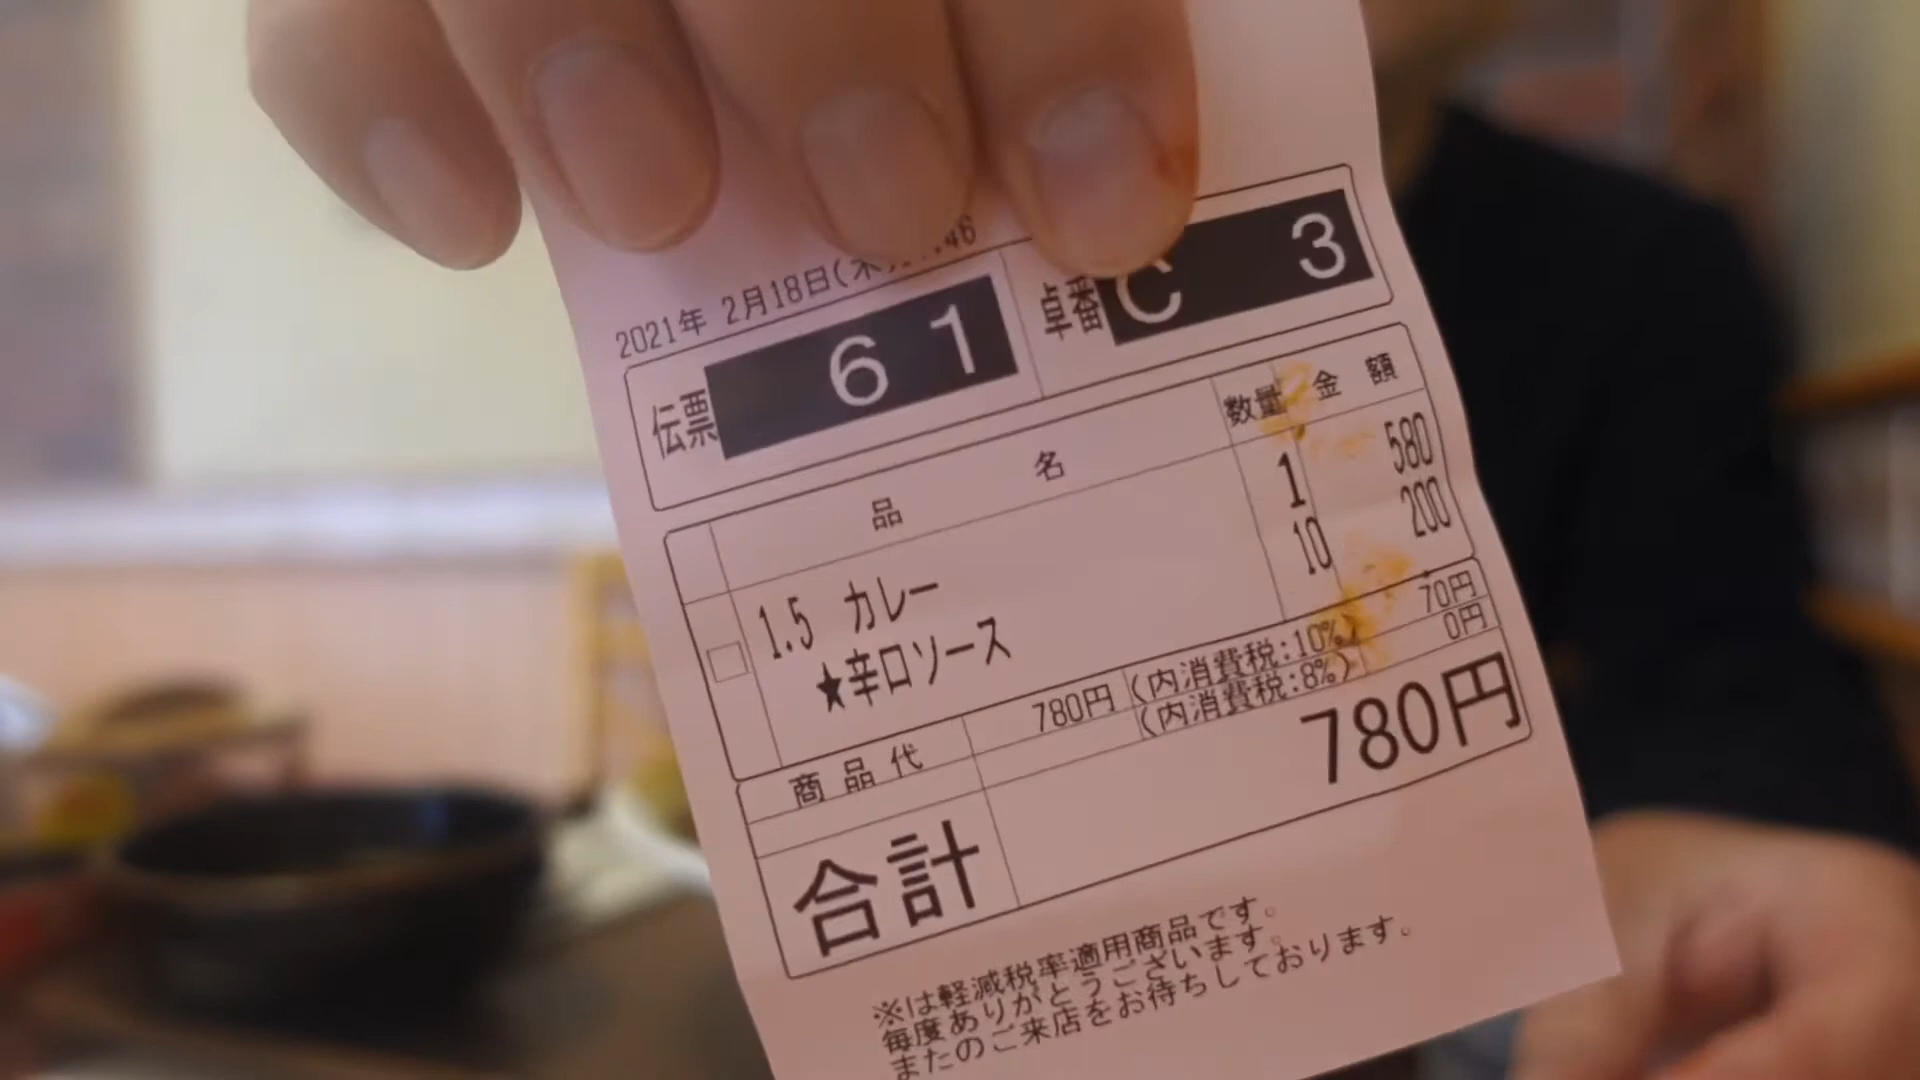 2021年 2月18日(木)
伝票 61 卓番 C 3
品 名 数量 金 額
1.5 カレー 1 580
★辛口ソース 10 200
商品代 780円 (内消費税:10%) 70円
(内消費税:8%) 0円
合計 780円
※は軽減税率適用商品です。
毎度ありがとうございます。
またのご来店をお待ちしております。